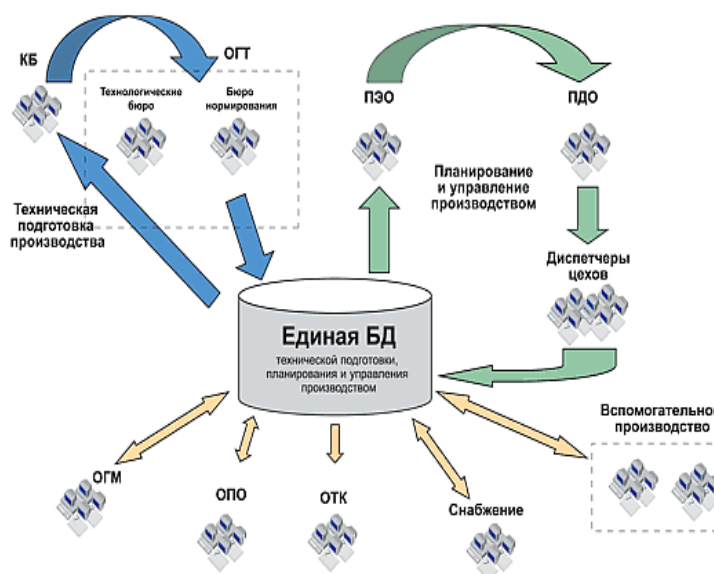 КБ
ОГТ
Технологические
бюро
Бюро
нормирования
Техническая
подготовка
производства
ПЭО
ПДО
Планирование
и управление
производством
Диспетчеры
цехов
Единая БД
технической подготовки,
планирования и управления
производством
Вспомогательное
производство
ОГМ
ОПО
ОТК
Снабжение